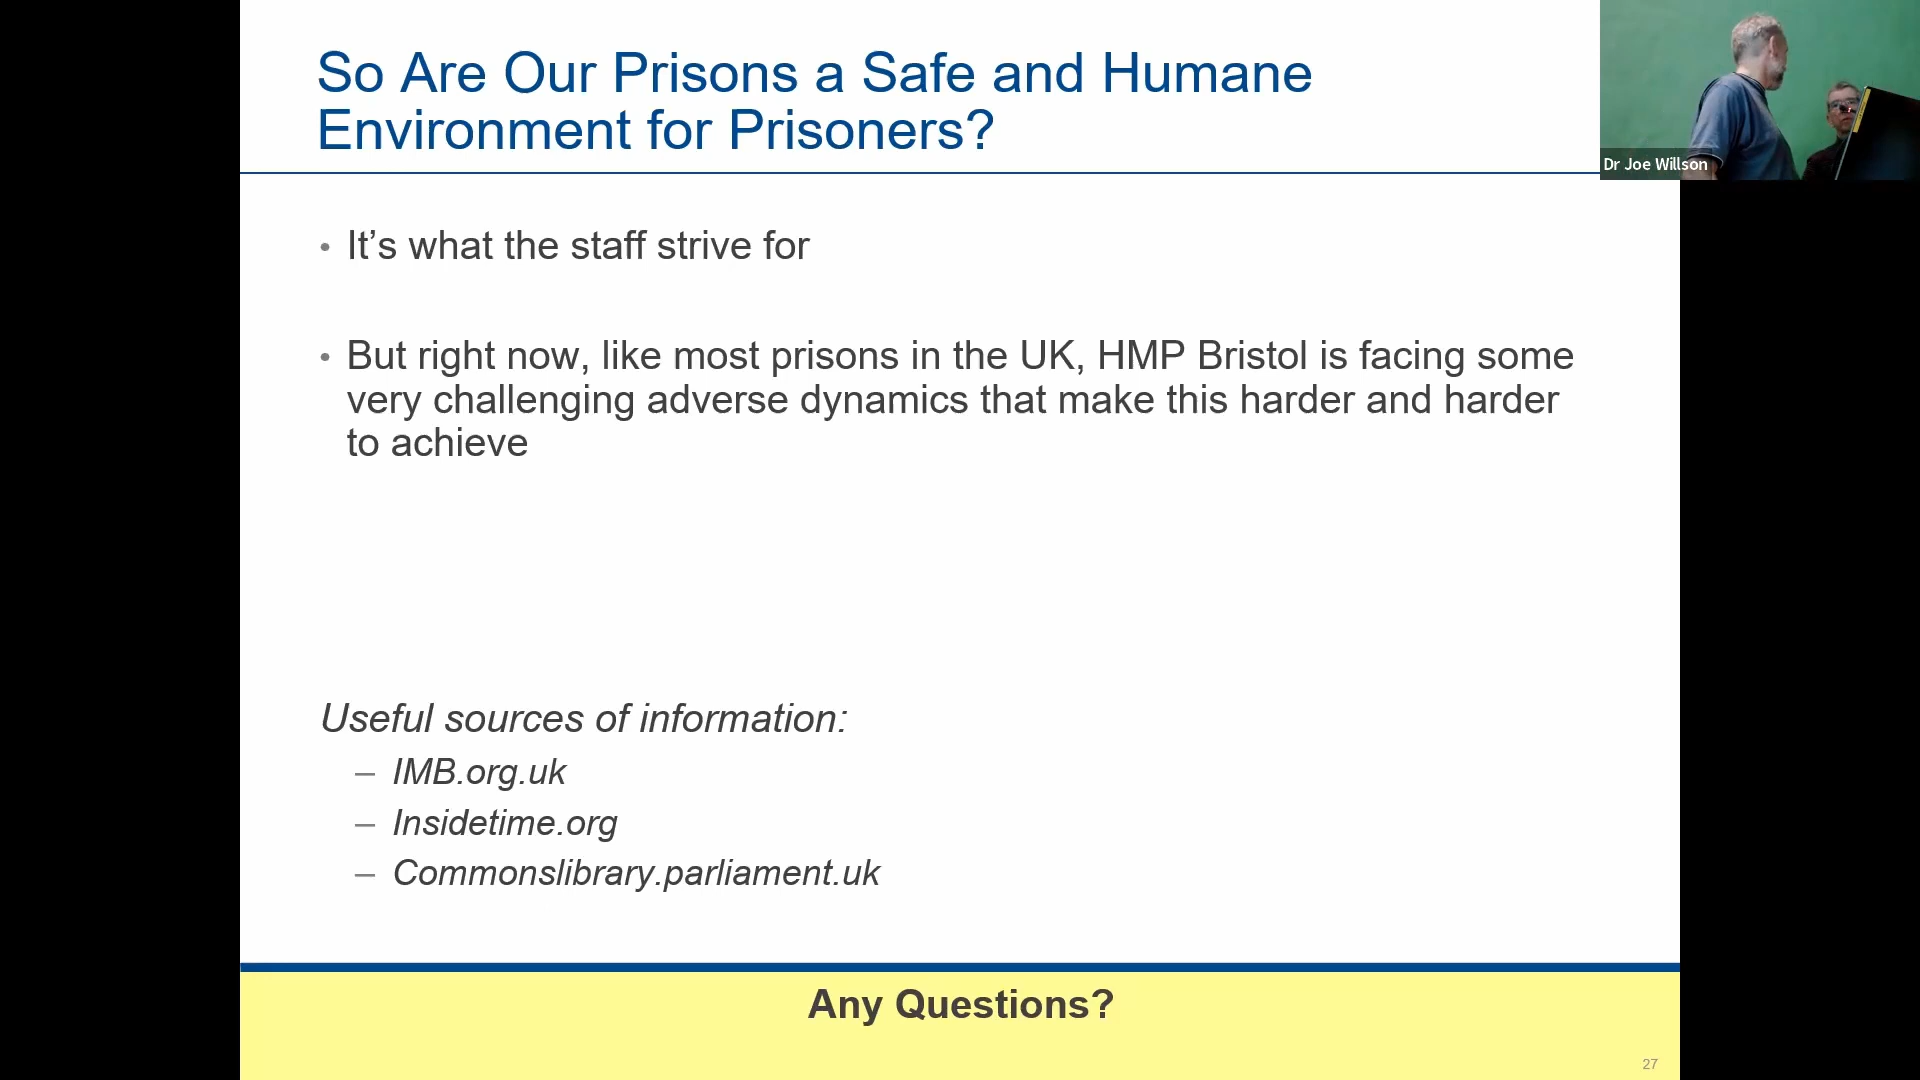 So Are Our Prisons a Safe and Humane
Environment for Prisoners?
Dr Joe Willson
• It’s what the staff strive for
• But right now, like most prisons in the UK, HMP Bristol is facing some
very challenging adverse dynamics that make this harder and harder
to achieve
Useful sources of information:
– IMB.org.uk
– Insidetime.org
– Commonslibrary.parliament.uk
Any Questions?
27